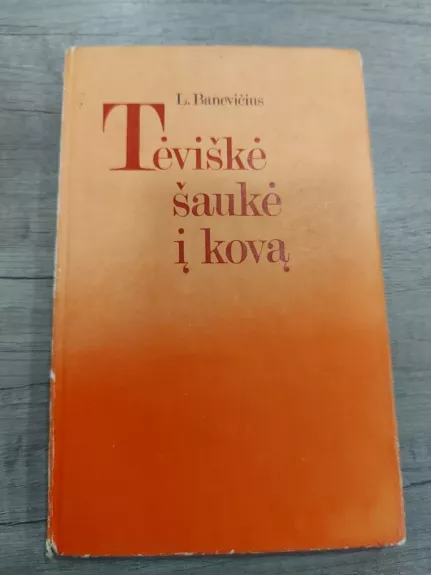 L. Banevičius
Tėviškė
šaukė
į kovą